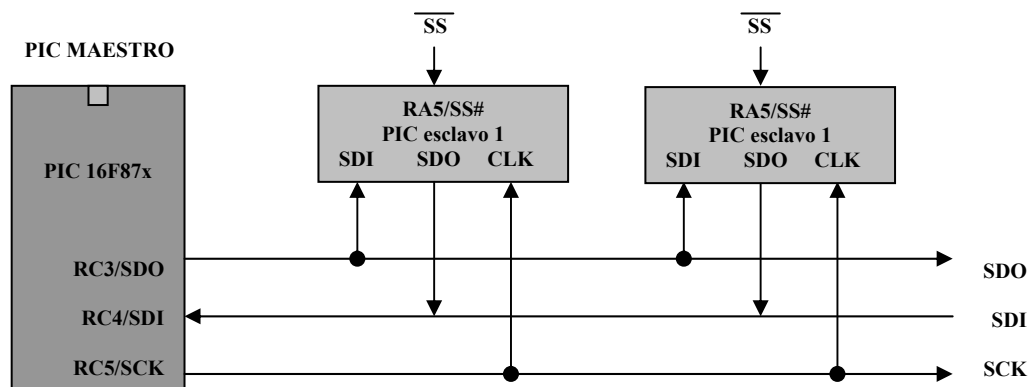 SS
SS
PIC MAESTRO
RA5/SS#
PIC esclavo 1
SDI SDO CLK
RA5/SS#
PIC esclavo 1
SDI SDO CLK
PIC 16F87x
RC3/SDO
SDO
RC4/SDI
SDI
RC5/SCK
SCK